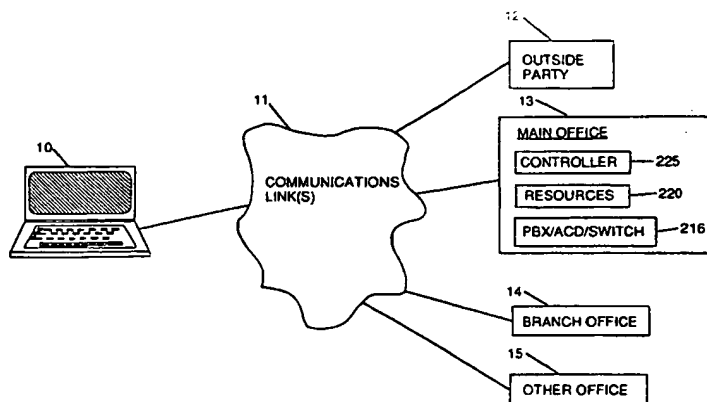 12
OUTSIDE
PARTY
11
13
10
MAIN OFFICE
CONTROLLER
225
COMMUNICATIONS
LINK(S)
RESOURCES
220
PBX/ACD/SWITCH
216
14
BRANCH OFFICE
15
OTHER OFFICE